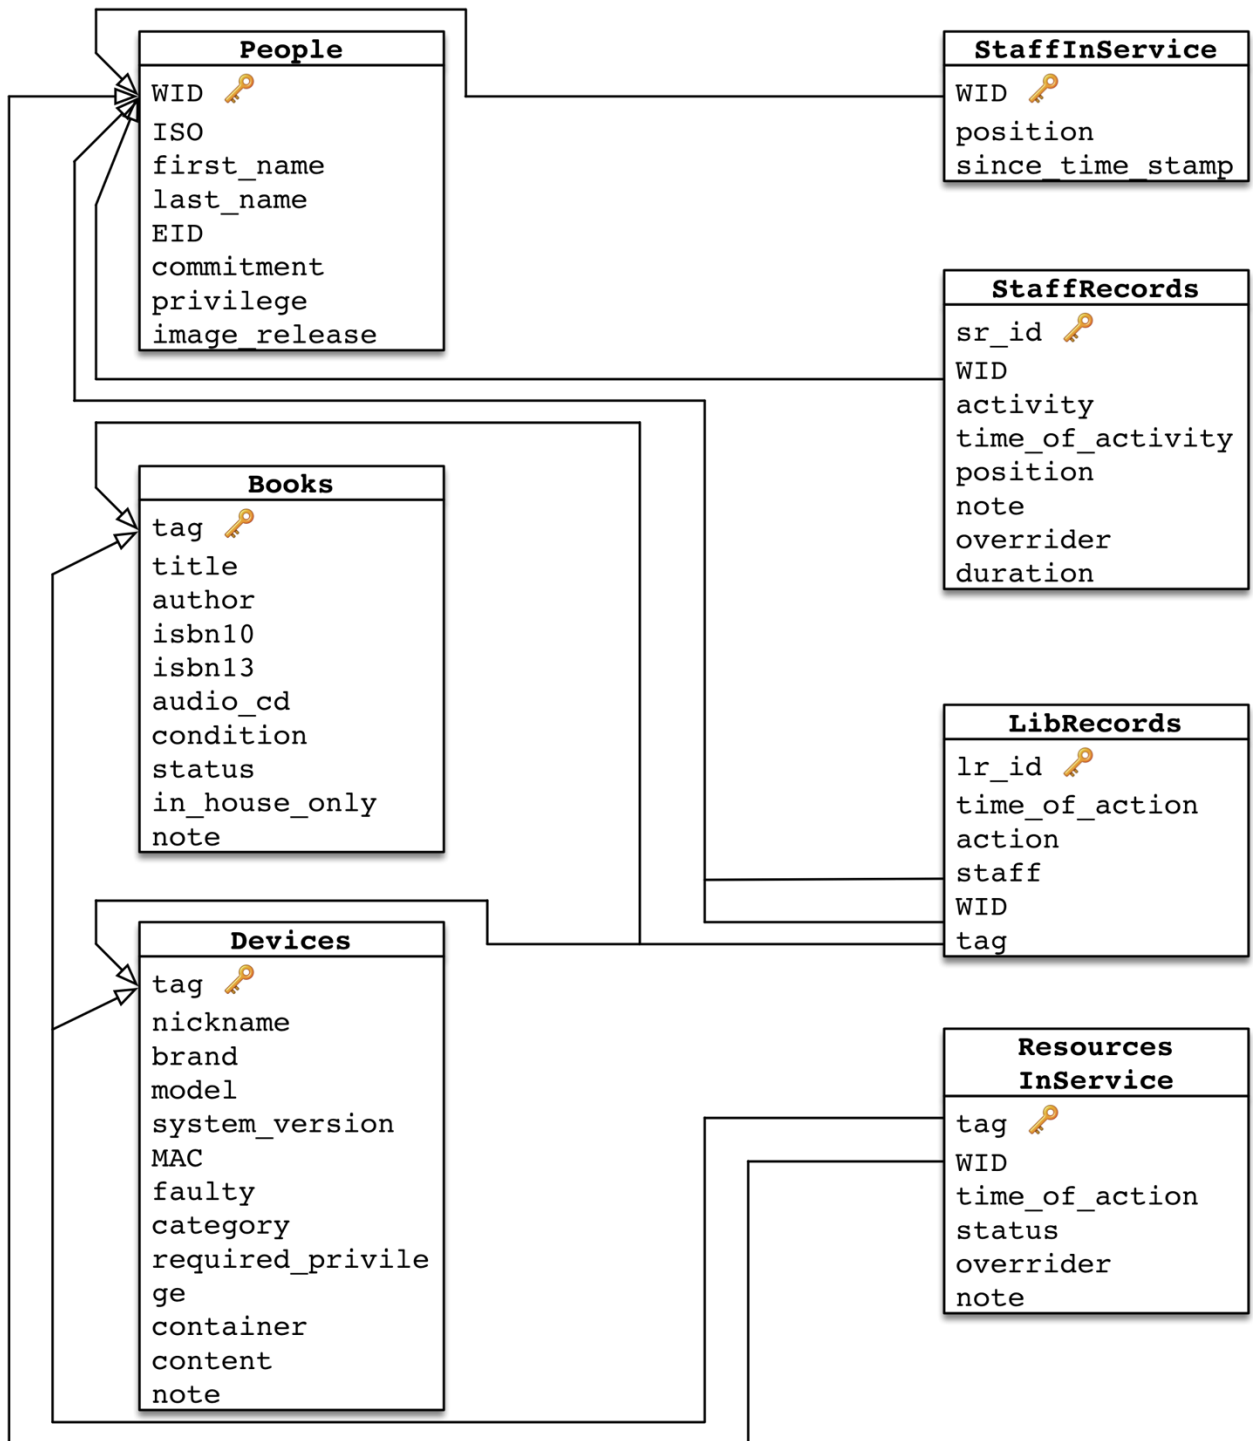 People
WID
ISO
first_name
last_name
EID
commitment
privilege
image_release
StaffInService
WID
position
since_time_stamp
StaffRecords
sr_id
WID
activity
time_of_activity
position
note
overrider
duration
Books
tag
title
author
isbn10
isbn13
audio_cd
condition
status
in_house_only
note
LibRecords
lr_id
time_of_action
action
staff
WID
tag
Devices
tag
nickname
brand
model
system_version
MAC
faulty
category
required_privile
ge
container
content
note
Resources
InService
tag
WID
time_of_action
status
overrider
note